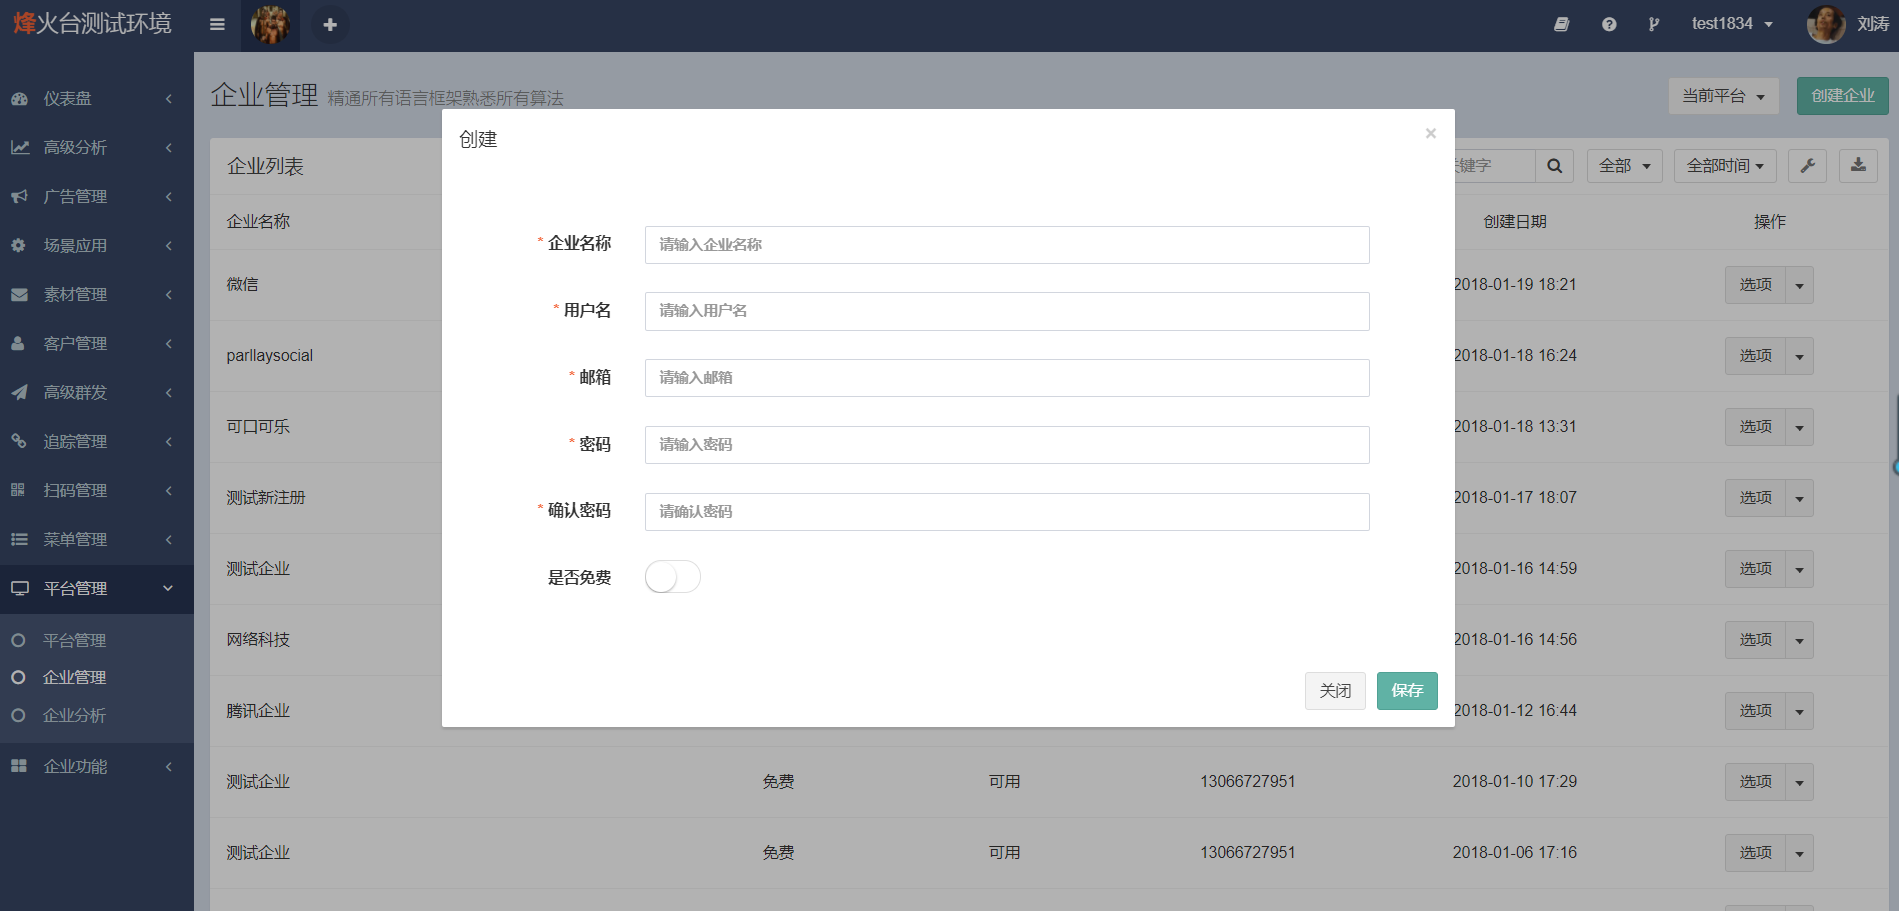 烽火台测试环境
test1834
刘涛
仪表盘
高级分析
广告管理
场景应用
素材管理
客户管理
高级群发
追踪管理
扫码管理
菜单管理
平台管理
平台管理
企业管理
企业分析
企业功能
企业管理 精通所有语言框架熟悉所有算法
当前平台
创建企业
企业列表
键字
全部
全部时间
企业名称
创建日期
操作
微信
2018-01-19 18:21
选项
parllaysocial
2018-01-18 16:24
选项
可口可乐
2018-01-18 13:31
选项
测试新注册
2018-01-17 18:07
选项
测试企业
2018-01-16 14:59
选项
网络科技
2018-01-16 14:56
选项
腾讯企业
2018-01-12 16:44
选项
测试企业
免费
可用
13066727951
2018-01-10 17:29
选项
测试企业
免费
可用
13066727951
2018-01-06 17:16
选项
创建
×
* 企业名称
请输入企业名称
* 用户名
请输入用户名
* 邮箱
请输入邮箱
* 密码
请输入密码
* 确认密码
请确认密码
是否免费
关闭
保存